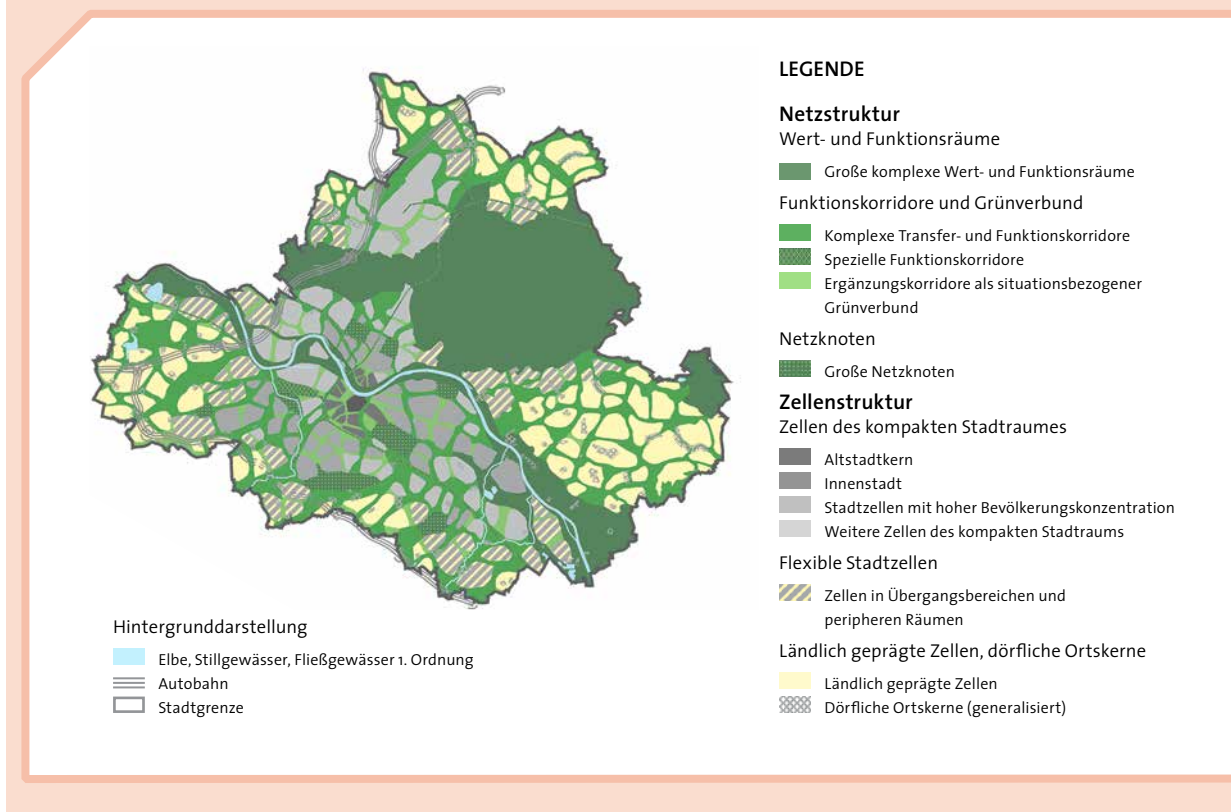 LEGENDE
Netzstruktur
Wert- und Funktionsräume
Große komplexe Wert- und Funktionsräume
Funktionskorridore und Grünverbund
Komplexe Transfer- und Funktionskorridore
Spezielle Funktionskorridore
Ergänzungskorridore als situationsbezogener
Grünverbund
Netzknoten
Große Netzknoten
Zellenstruktur
Zellen des kompakten Stadtraumes
Altstadtkern
Innenstadt
Stadtzellen mit hoher Bevölkerungskonzentration
Weitere Zellen des kompakten Stadtraums
Flexible Stadtzellen
Zellen in Übergangsbereichen und
peripheren Räumen
Ländlich geprägte Zellen, dörfliche Ortskerne
Ländlich geprägte Zellen
Dörfliche Ortskerne (generalisiert)
Hintergrunddarstellung
Elbe, Stillgewässer, Fließgewässer 1. Ordnung
Autobahn
Stadtgrenze